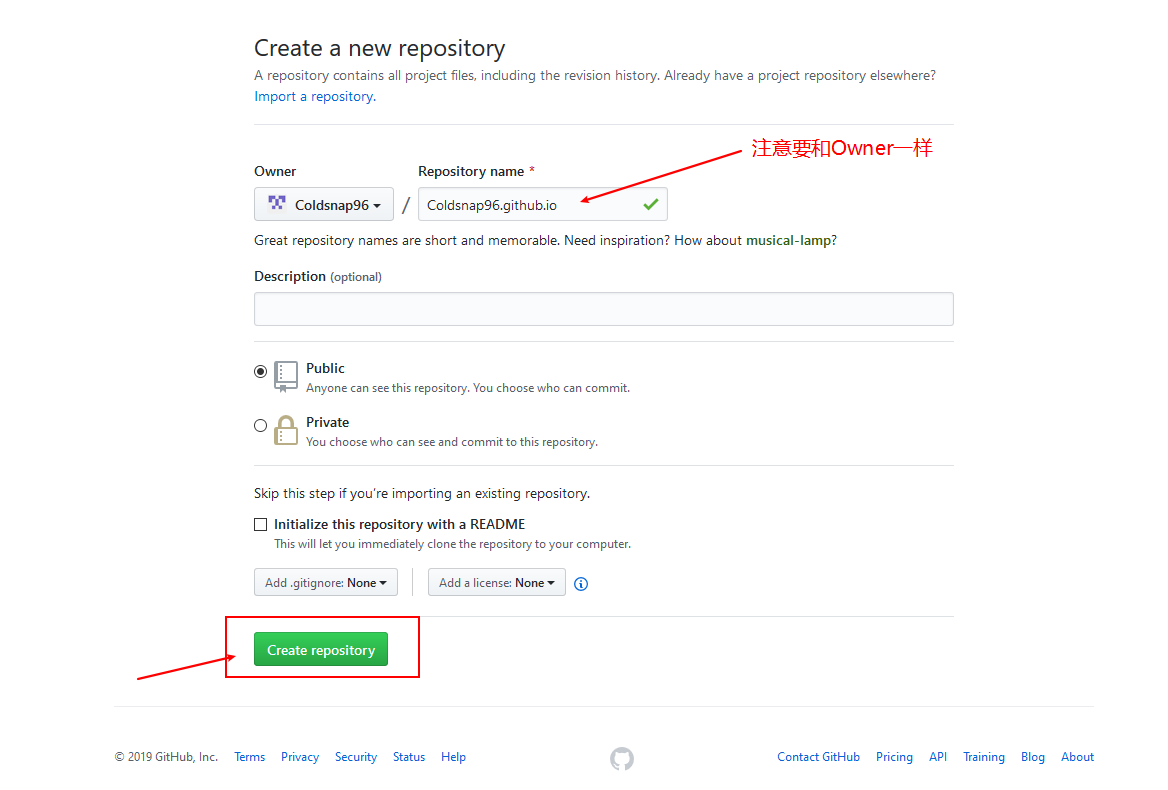 Create a new repository
A repository contains all project files, including the revision history. Already have a project repository elsewhere?
Import a repository.
注意要和Owner一样
Owner
Repository name *
Coldsnap96
/
Coldsnap96.github.io
Great repository names are short and memorable. Need inspiration? How about musical-lamp?
Description (optional)
Public
Anyone can see this repository. You choose who can commit.
Private
You choose who can see and commit to this repository.
Skip this step if you’re importing an existing repository.
Initialize this repository with a README
This will let you immediately clone the repository to your computer.
Add .gitignore: None
Add a license: None
Create repository
© 2019 GitHub, Inc. Terms Privacy Security Status Help Contact GitHub Pricing API Training Blog About